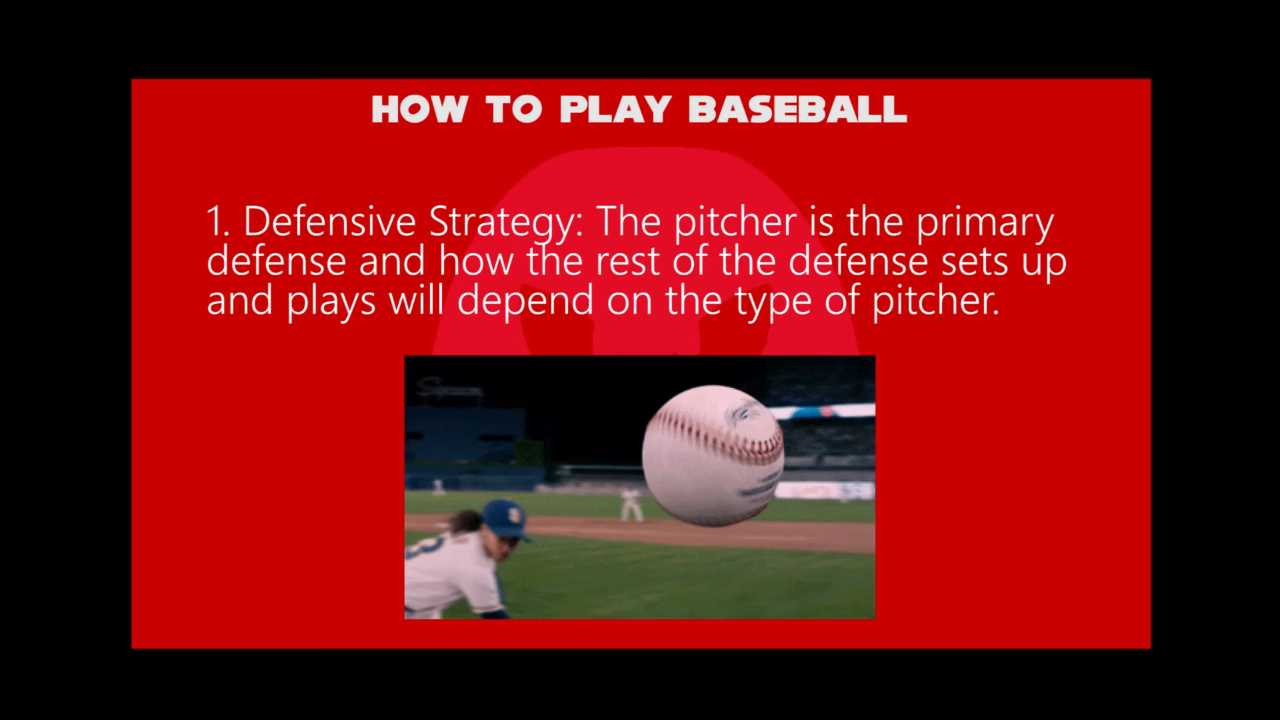 HOW TO PLAY BASEBALL
1. Defensive Strategy: The pitcher is the primary
defense and how the rest of the defense sets up
and plays will depend on the type of pitcher.